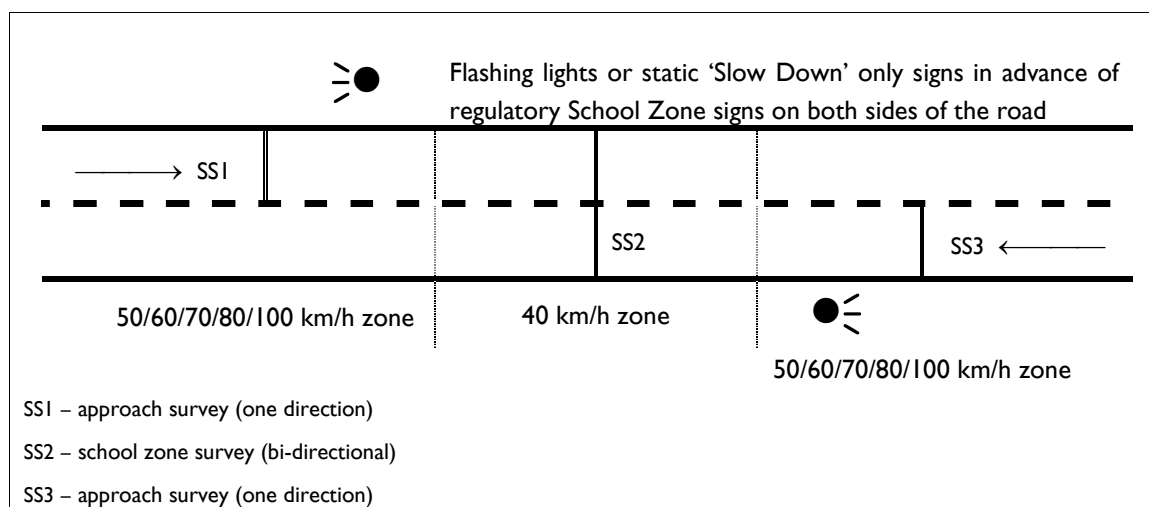 Flashing lights or static ‘Slow Down’ only signs in advance of
regulatory School Zone signs on both sides of the road
SS1
SS2
SS3
50/60/70/80/100 km/h zone
40 km/h zone
50/60/70/80/100 km/h zone
SS1 – approach survey (one direction)
SS2 – school zone survey (bi-directional)
SS3 – approach survey (one direction)